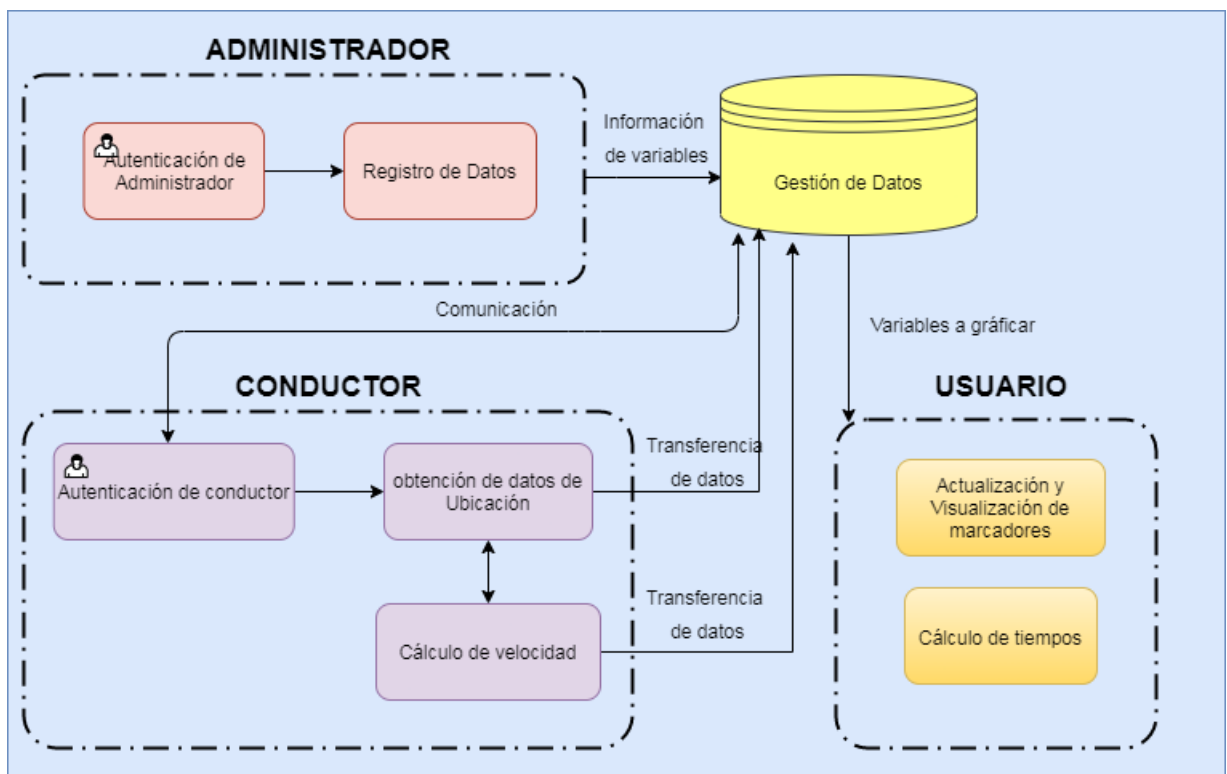 ADMINISTRADOR
Autenticación de
Administrador
Registro de Datos
Información
de variables
Gestión de Datos
Comunicación
Variables a gráficar
CONDUCTOR
Autenticación de conductor
obtención de datos de
Ubicación
Transferencia
de datos
Cálculo de velocidad
Transferencia
de datos
USUARIO
Actualización y
Visualización de
marcadores
Cálculo de tiempos